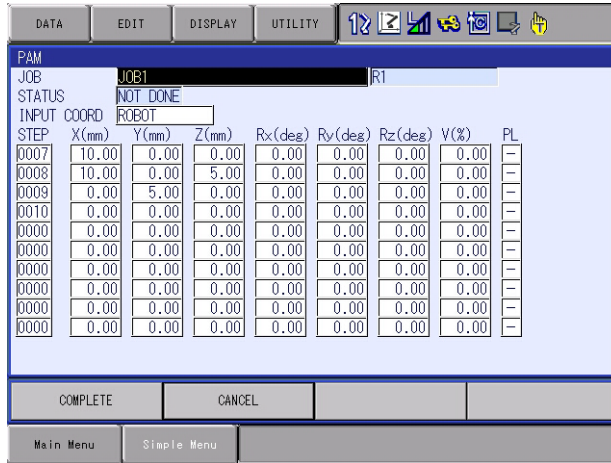 DATA EDIT DISPLAY UTILITY
PAM
JOB JOB1 R1
STATUS NOT DONE
INPUT COORD ROBOT
STEP X(mm) Y(mm) Z(mm) Rx(deg) Ry(deg) Rz(deg) V(%) PL
0007 10.00 0.00 0.00 0.00 0.00 0.00 0.00 –
0008 10.00 0.00 5.00 0.00 0.00 0.00 0.00 –
0009 0.00 5.00 0.00 0.00 0.00 0.00 0.00 –
0010 0.00 0.00 0.00 0.00 0.00 0.00 0.00 –
0000 0.00 0.00 0.00 0.00 0.00 0.00 0.00 –
0000 0.00 0.00 0.00 0.00 0.00 0.00 0.00 –
0000 0.00 0.00 0.00 0.00 0.00 0.00 0.00 –
0000 0.00 0.00 0.00 0.00 0.00 0.00 0.00 –
0000 0.00 0.00 0.00 0.00 0.00 0.00 0.00 –
0000 0.00 0.00 0.00 0.00 0.00 0.00 0.00 –
COMPLETE CANCEL
Main Menu Simple Menu